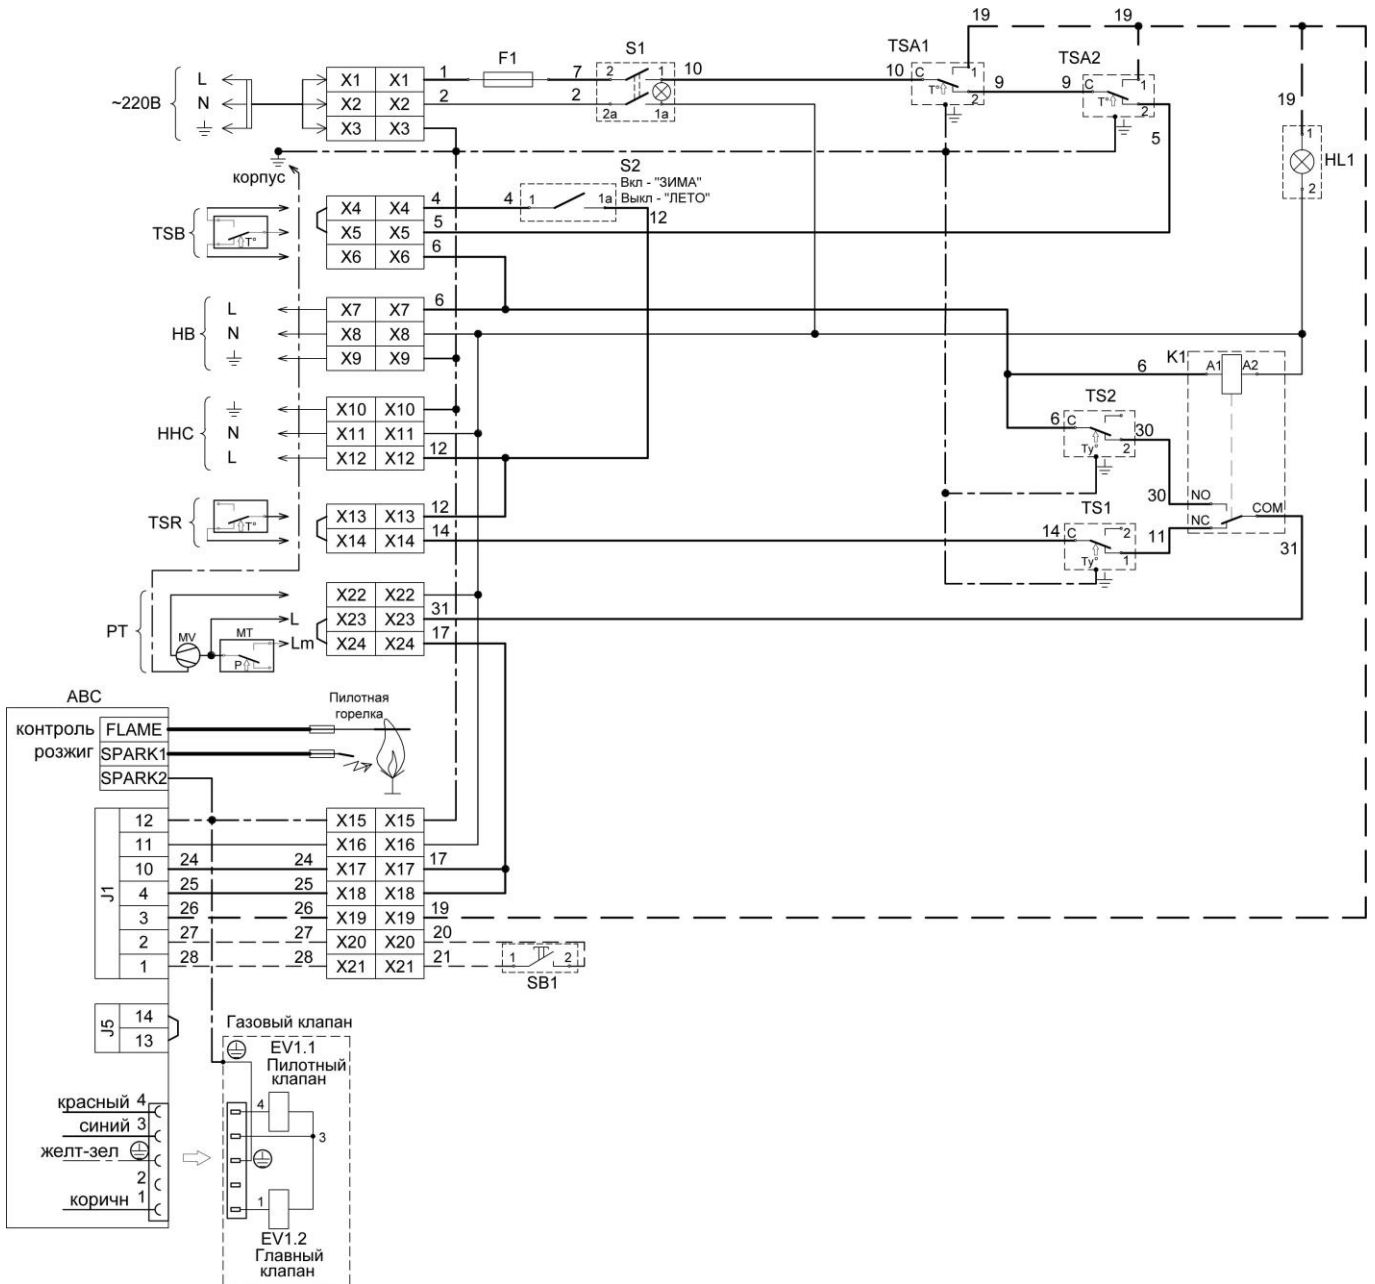 19 19
TSA1
S1
F1
TSA2
L X1 X1 1 7 2 1 10 10 C 1
~220В N X2 X2 2 2 T° 2 9 9 C 1
X3 X3 2a 1a T° 2
19
5
1
HL1
2
корпус
S2
Вкл - "ЗИМА"
Выкл - "ЛЕТО"
X4 X4 4 4 1 1a
12
TSB T° X5 X5 5
X6 X6 6
L X7 X7 6
HB N X8 X8
X9 X9
K1
6 A1 A2
TS2
X10 X10
6 C 30
HHC N X11 X11
Ty° 2
L X12 X12 12
30 NO
TS1 COM
TSR T° X13 X13 12
NC
X14 X14 14
14 C 2 11
Ty° 1
31
X22 X22
PT L X23 X23 31
MV MT Lm X24 X24 17
P
ABC
Пилотная
горелка
контроль FLAME
розжиг SPARK1
SPARK2
12 X15 X15
11 X16 X16
10 24 24 X17 X17 17
J1 4 25 25 X18 X18
3 26 26 X19 X19 19
2 27 27 X20 X20 20
1 28 28 X21 X21 21
1 2
SB1
J5 14
13
Газовый клапан
EV1.1
Пилотный
клапан
красный 4
4
синий 3
3
желт-зел
2
коричн 1
1
EV1.2
Главный
клапан